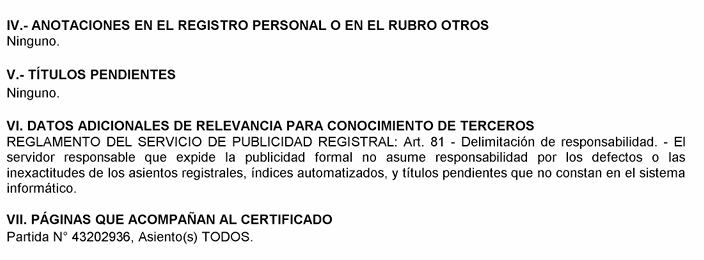 IV.- ANOTACIONES EN EL REGISTRO PERSONAL O EN EL RUBRO OTROS
Ninguno.
V.- TÍTULOS PENDIENTES
Ninguno.
VI. DATOS ADICIONALES DE RELEVANCIA PARA CONOCIMIENTO DE TERCEROS
REGLAMENTO DEL SERVICIO DE PUBLICIDAD REGISTRAL: Art. 81 - Delimitación de responsabilidad. - El
servidor responsable que expide la publicidad formal no asume responsabilidad por los defectos o las
inexactitudes de los asientos registrales, índices automatizados, y títulos pendientes que no constan en el sistema
informático.
VII. PÁGINAS QUE ACOMPAÑAN AL CERTIFICADO
Partida N° 43202936, Asiento(s) TODOS.